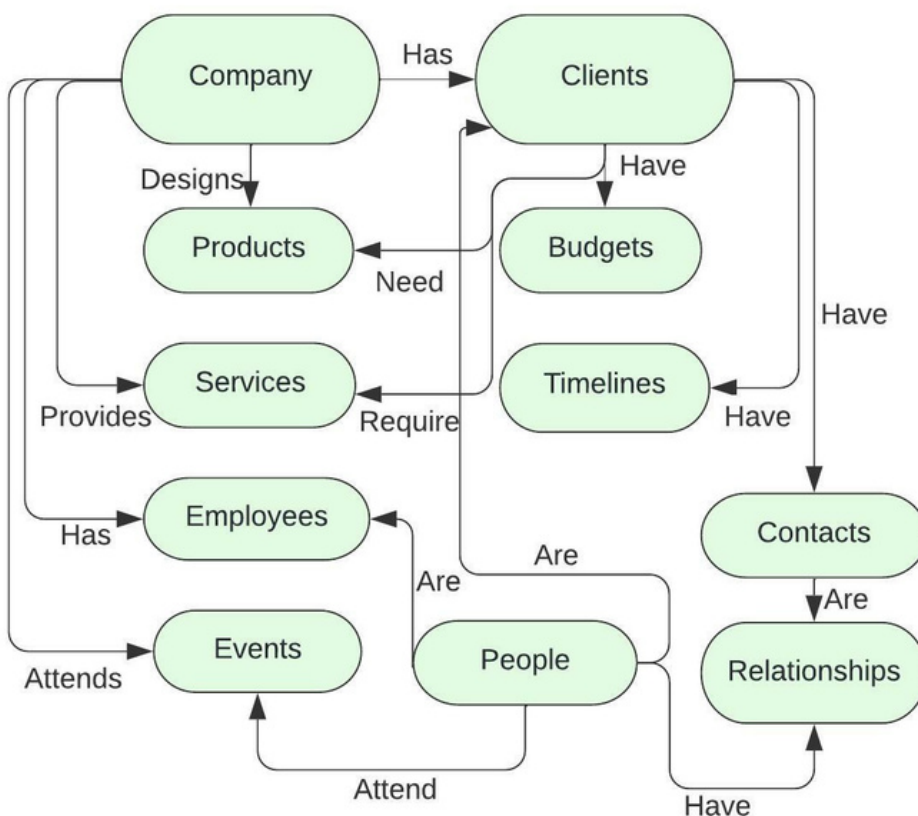 Company
Has
Clients
Designs
Have
Products
Budgets
Need
Have
Services
Timelines
Provides
Require
Have
Employees
Has
Contacts
Are
Are
Are
Events
People
Relationships
Attends
Attend
Have